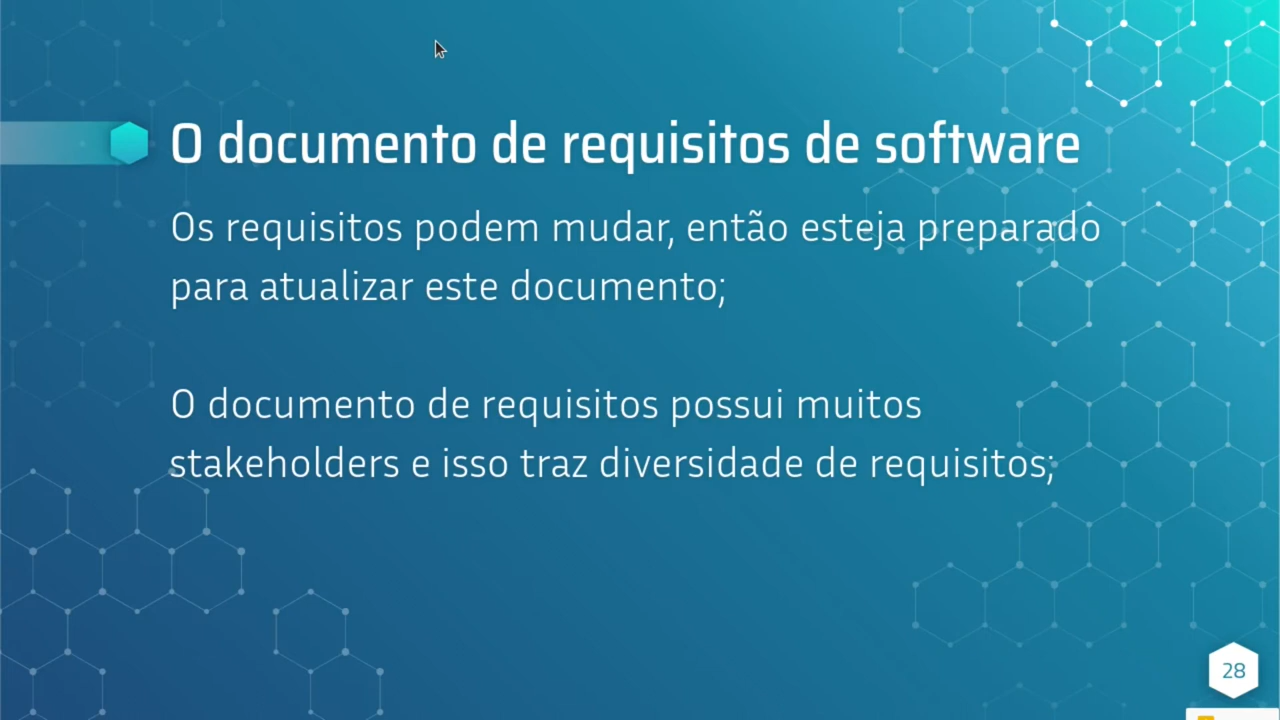 O documento de requisitos de software
Os requisitos podem mudar, então esteja preparado
para atualizar este documento;
O documento de requisitos possui muitos
stakeholders e isso traz diversidade de requisitos;
28